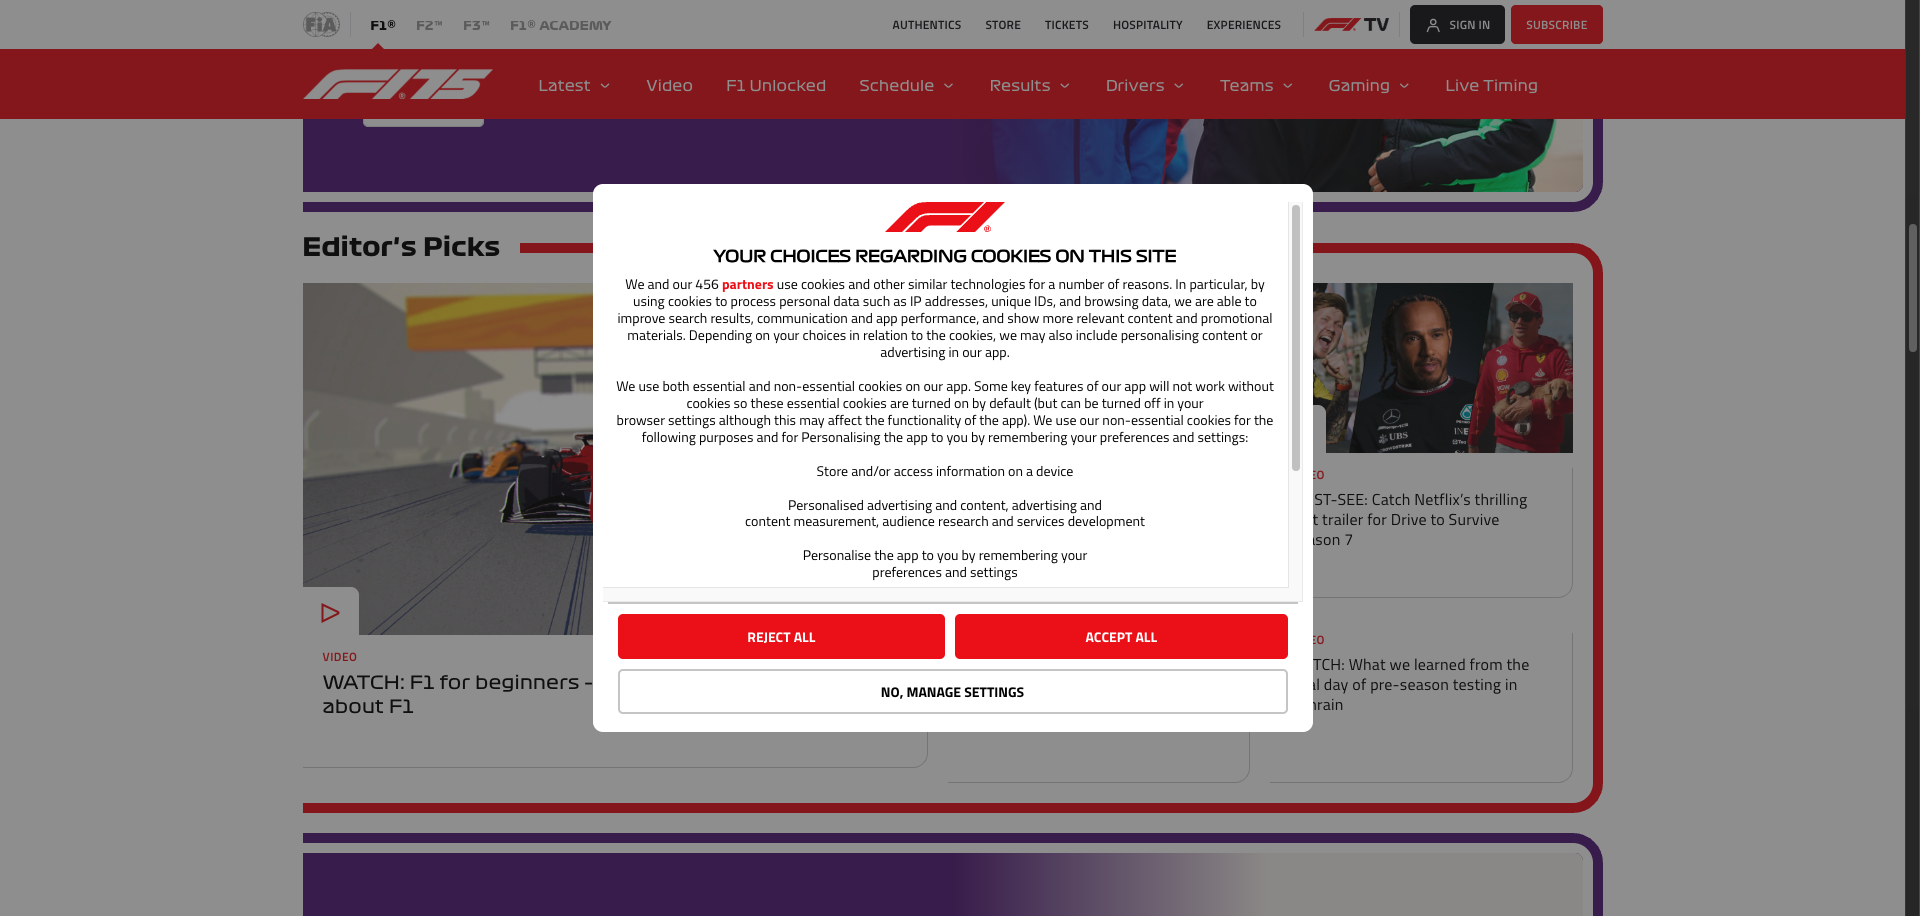 FiA
F1®
F2™
F3™
F1® ACADEMY
AUTHENTICS
STORE
TICKETS
HOSPITALITY
EXPERIENCES
F1® TV
SIGN IN
SUBSCRIBE
F1.75
Latest
Video
F1 Unlocked
Schedule
Results
Drivers
Teams
Gaming
Live Timing
Editor's Picks
F1®
YOUR CHOICES REGARDING COOKIES ON THIS SITE
We and our 456 partners use cookies and other similar technologies for a number of reasons. In particular, by
using cookies to process personal data such as IP addresses, unique IDs, and browsing data, we are able to
improve search results, communication and app performance, and show more relevant content and promotional
materials. Depending on your choices in relation to the cookies, we may also include personalising content or
advertising in our app.
We use both essential and non-essential cookies on our app. Some key features of our app will not work without
cookies so these essential cookies are turned on by default (but can be turned off in your
browser settings although this may affect the functionality of the app). We use our non-essential cookies for the
following purposes and for Personalising the app to you by remembering your preferences and settings:
Store and/or access information on a device
Personalised advertising and content, advertising and
content measurement, audience research and services development
Personalise the app to you by remembering your
preferences and settings
REJECT ALL
ACCEPT ALL
NO, MANAGE SETTINGS
VIDEO
WATCH: F1 for beginners –
about F1
UBS
EO
ST-SEE: Catch Netflix's thrilling
t trailer for Drive to Survive
ason 7
EO
TCH: What we learned from the
al day of pre-season testing in
hrain